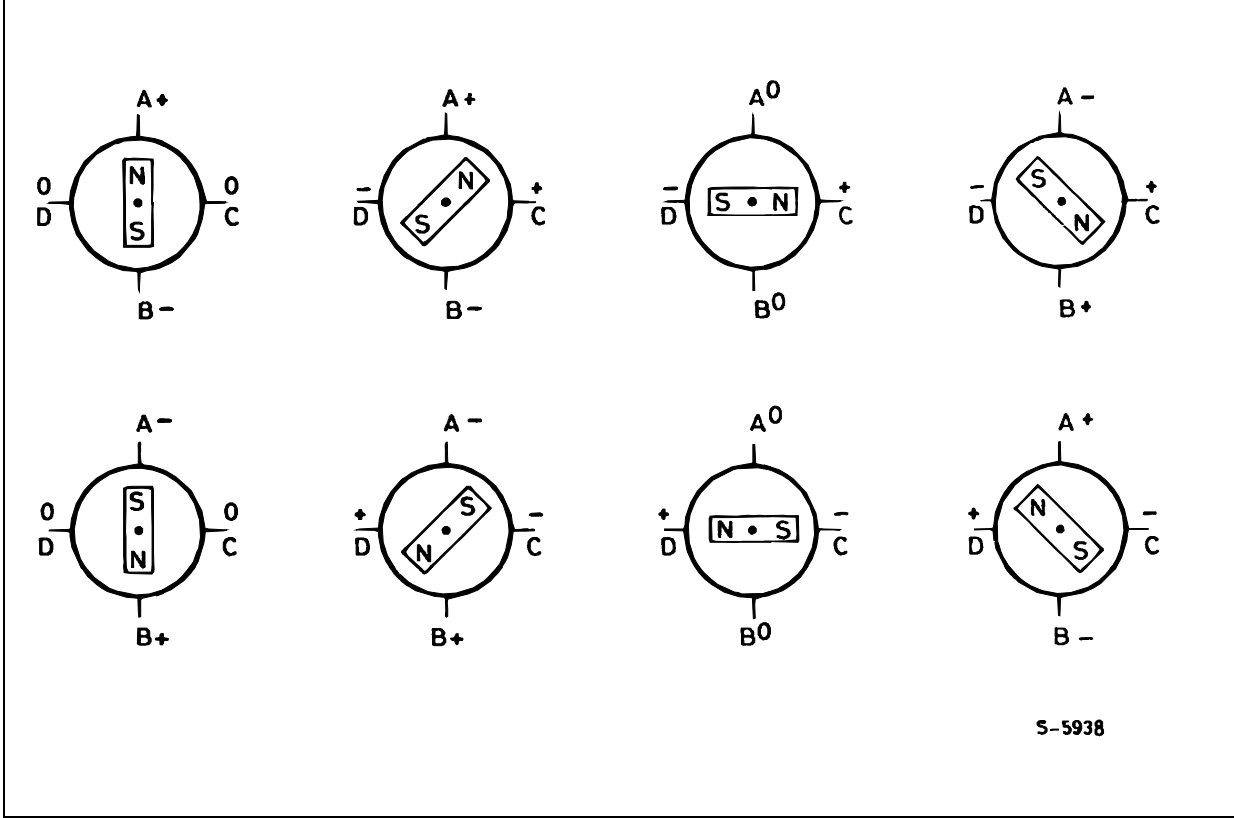 A+ A+ A0 A−
N N S N S
0 0 − + − + − +
D C D C D C D C
S S N
B− B− B0 B+
A− A− A0 A+
S S N S N
0 0 + − + − + −
D C D C D C D C
N N S
B+ B+ B0 B−
S-5938